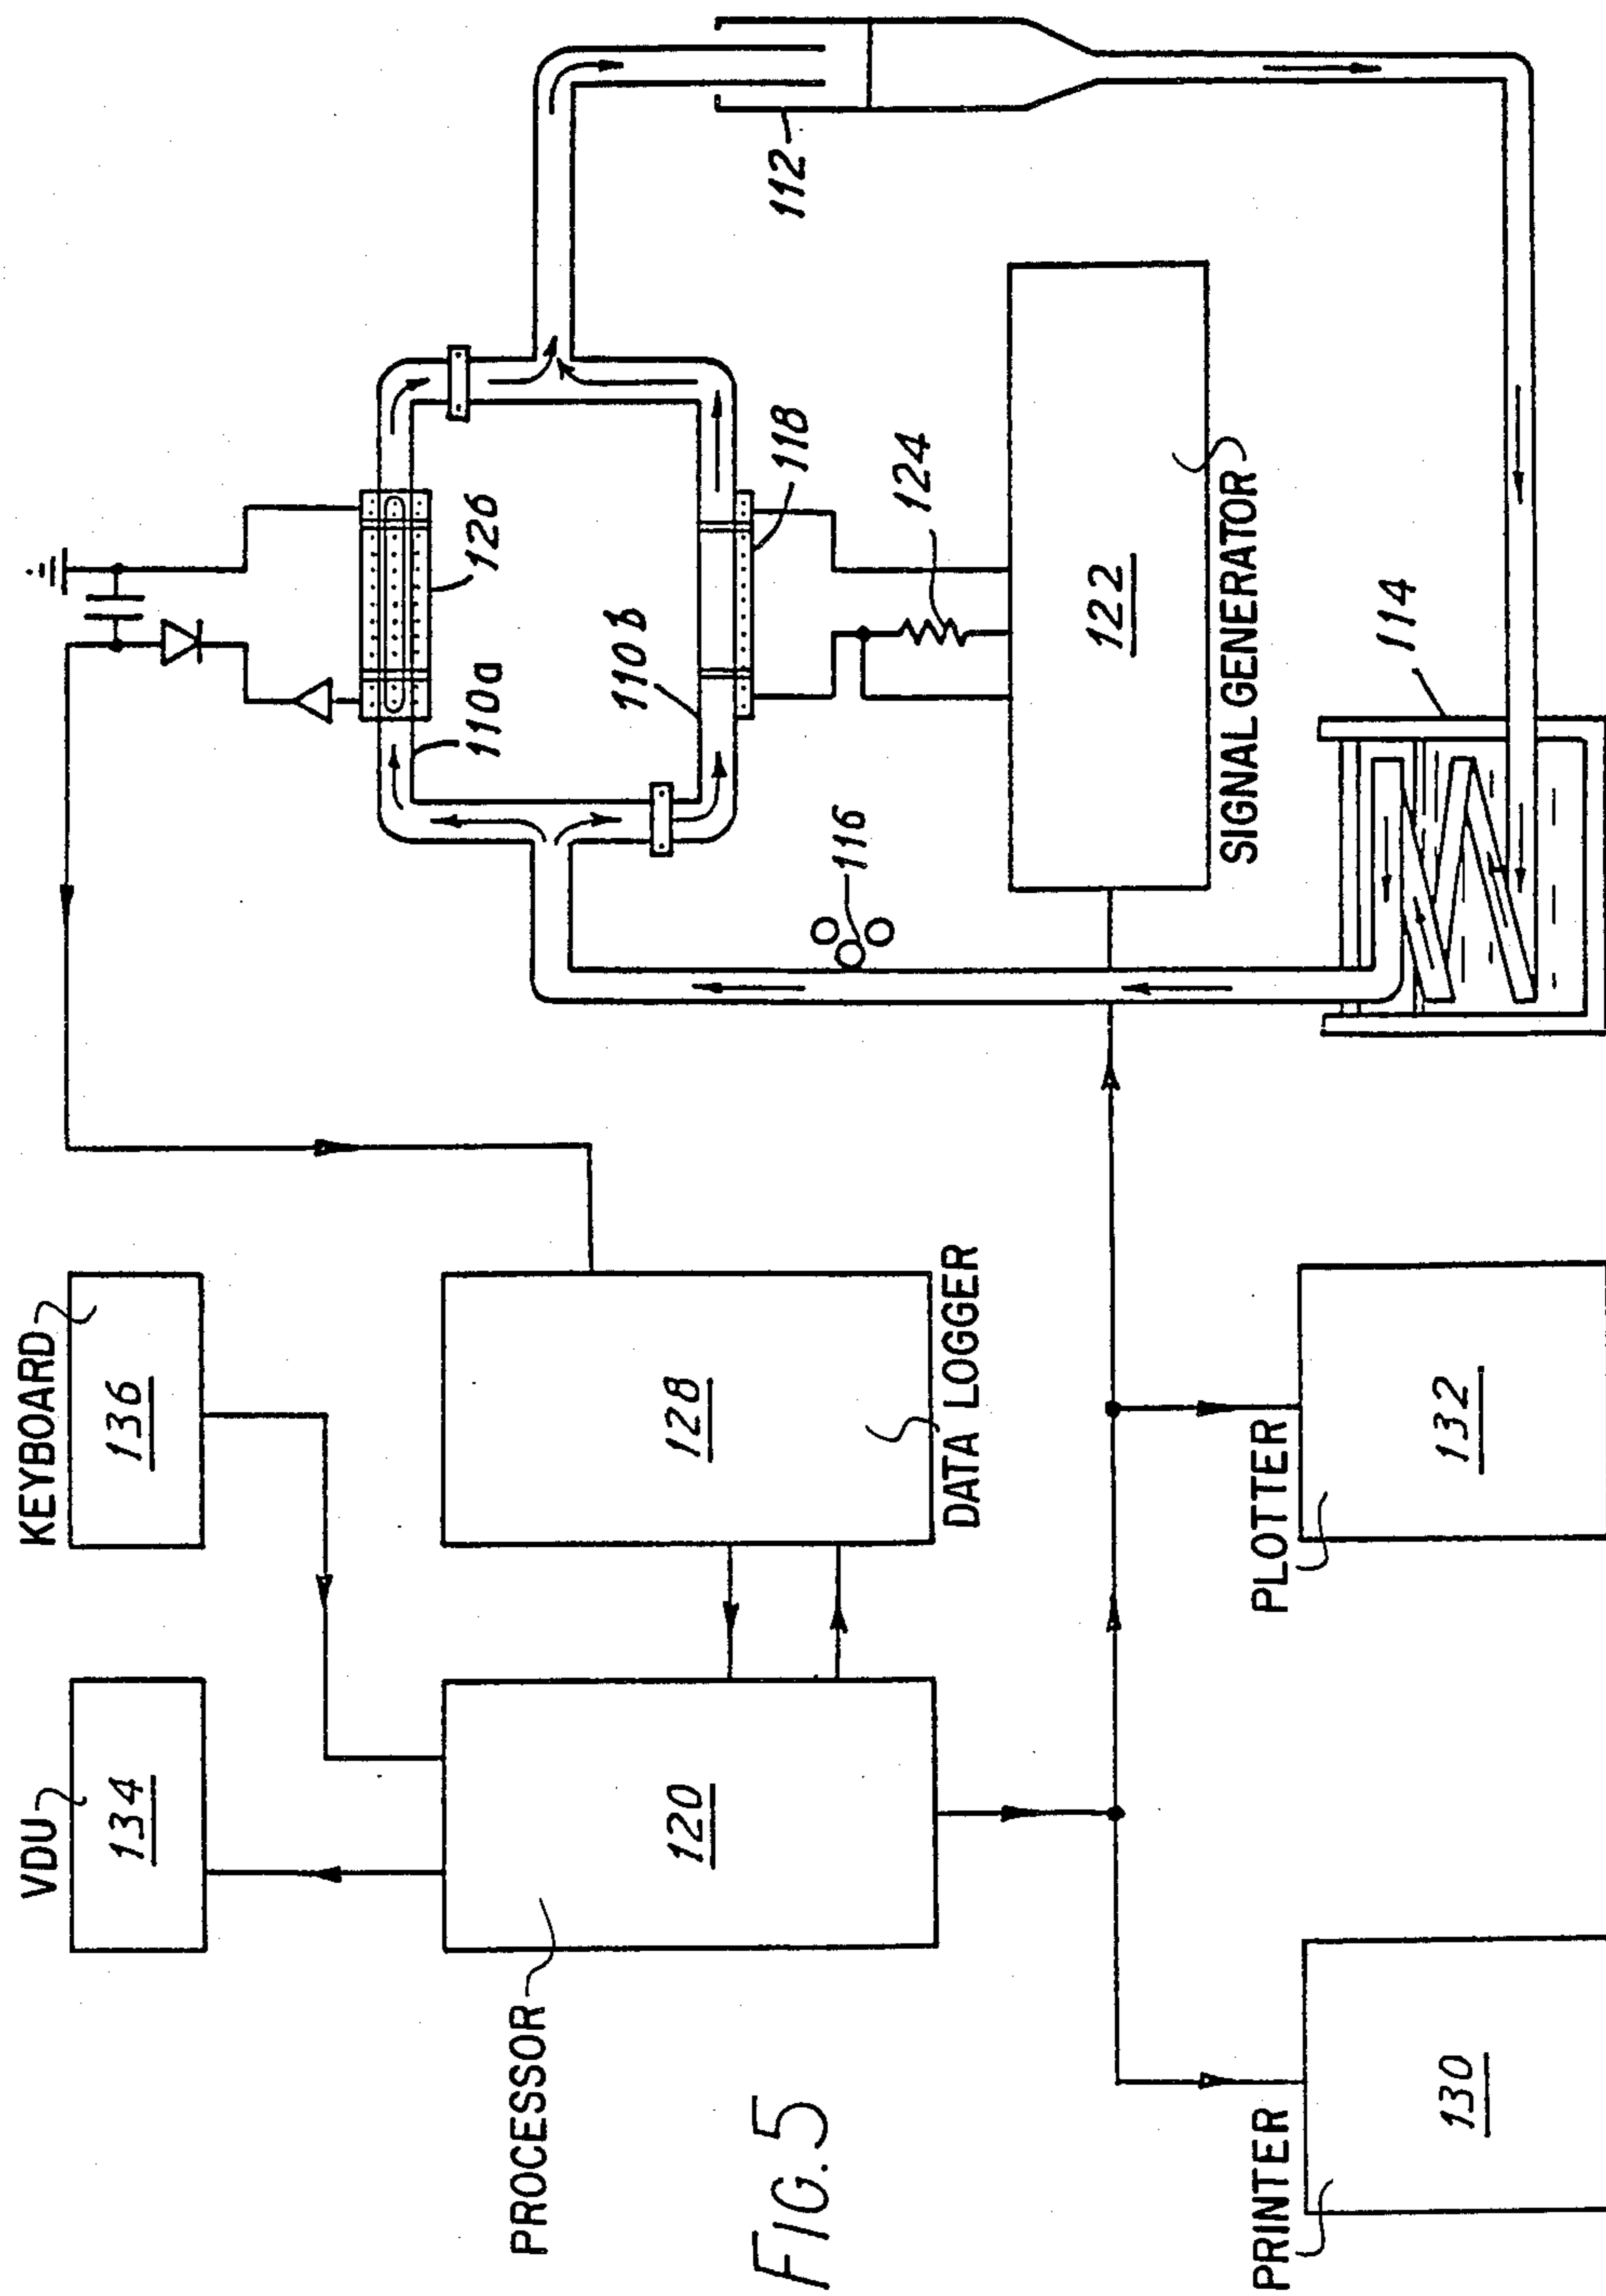 VDU
134
KEYBOARD
136
PROCESSOR
120
128
DATA LOGGER
110a
126
110b
118
124
112
116
122
SIGNAL GENERATOR
114
PRINTER
130
PLOTTER
132
FIG. 5